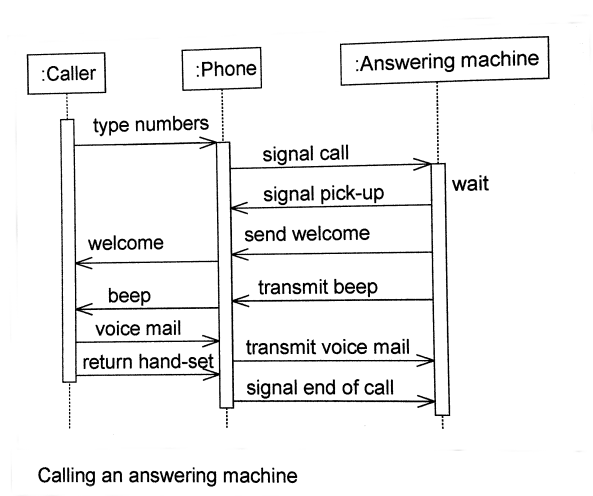 :Caller
:Phone
:Answering machine
type numbers
signal call
wait
signal pick-up
send welcome
welcome
transmit beep
beep
voice mail
transmit voice mail
return hand-set
signal end of call
Calling an answering machine